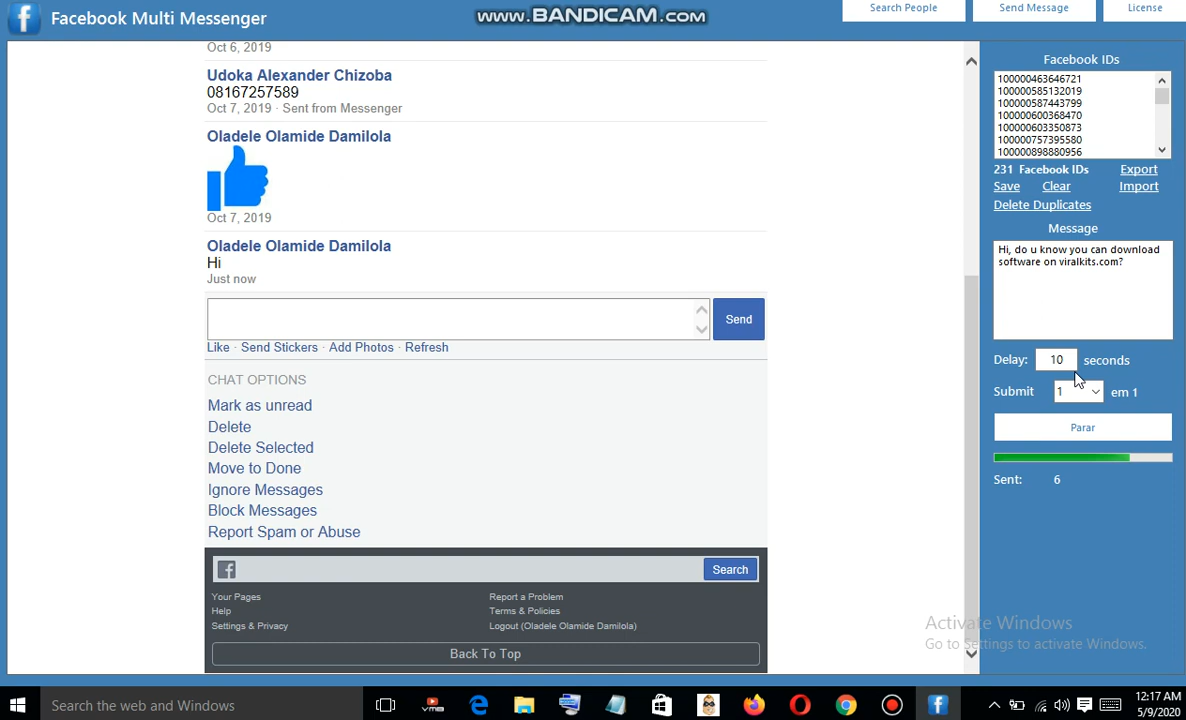 Facebook Multi Messenger
www.BANDICAM.com
Search People
Send Message
License
Oct 6, 2019
Udoka Alexander Chizoba
08167257589
Oct 7, 2019 · Sent from Messenger
Oladele Olamide Damilola
Oct 7, 2019
Oladele Olamide Damilola
Hi
Just now
Send
Like · Send Stickers · Add Photos · Refresh
CHAT OPTIONS
Mark as unread
Delete
Delete Selected
Move to Done
Ignore Messages
Block Messages
Report Spam or Abuse
Search
Your Pages
Report a Problem
Help
Terms & Policies
Settings & Privacy
Logout (Oladele Olamide Damilola)
Back To Top
Facebook IDs
100000463646721
100000585132019
100000587443799
100000600368470
100000603350873
100000757395580
100000898880956
231 Facebook IDs
Export
Save
Clear
Import
Delete Duplicates
Message
Hi, do u know you can download
software on viralkits.com?
Delay: 10 seconds
Submit 1 em 1
Parar
Sent: 6
Activate Windows
Go to Settings to activate Windows.
Search the web and Windows
12:17 AM
5/9/2020